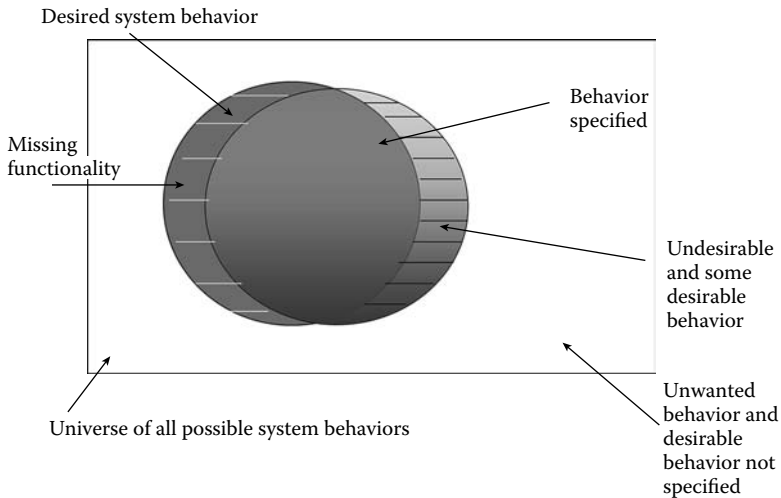 Desired system behavior
Behavior
specified
Missing
functionality
Undesirable
and some
desirable
behavior
Universe of all possible system behaviors
Unwanted
behavior and
desirable
behavior not
specified